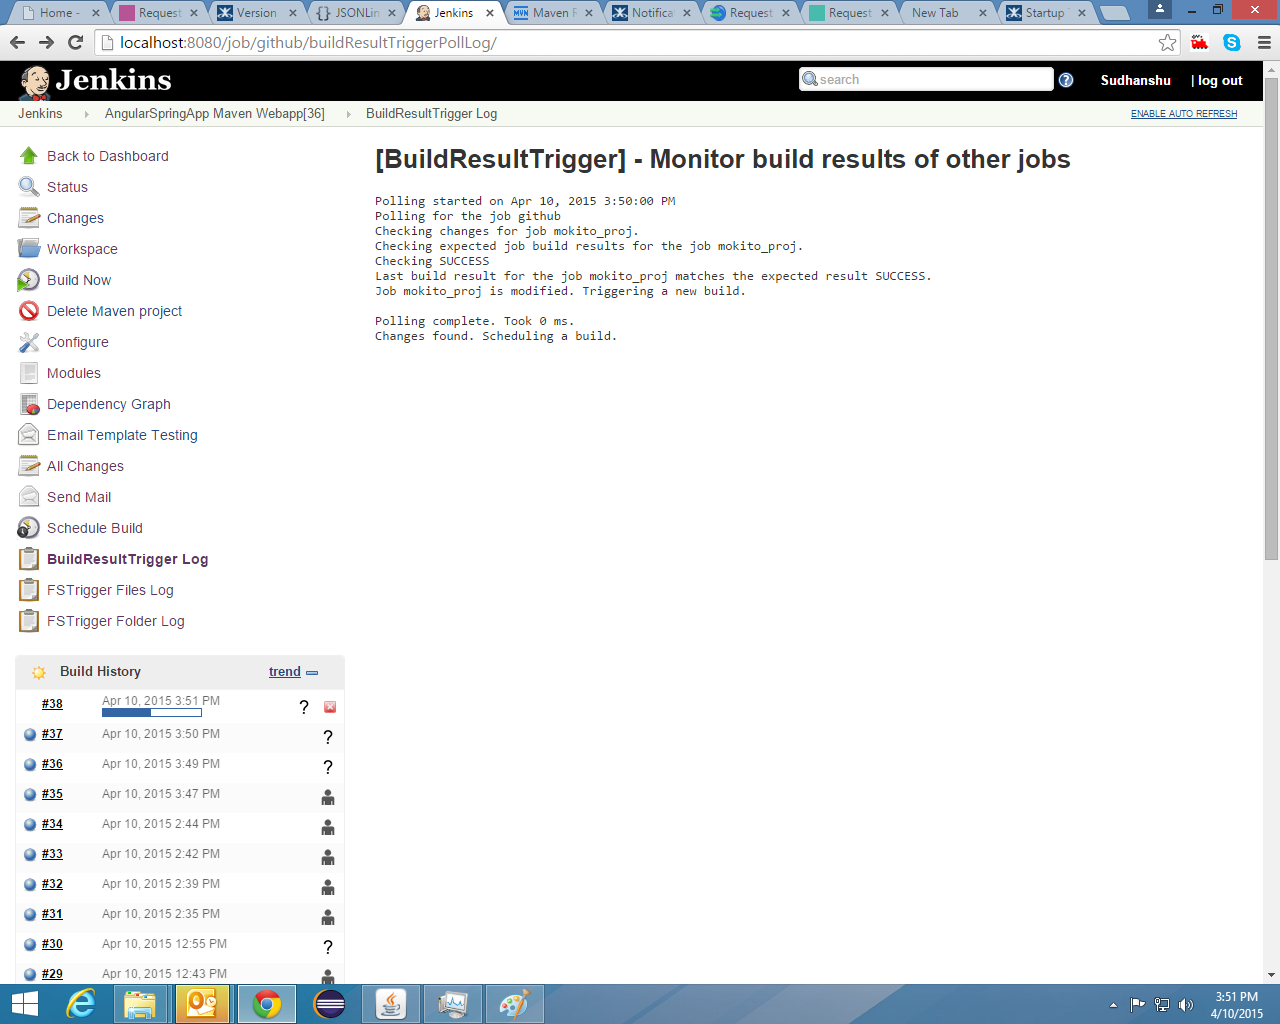 Home -
Request
Version
JSONLin
Jenkins
Maven R
Notifica
Request
Request
New Tab
Startup
localhost:8080/job/github/buildResultTriggerPollLog/
Jenkins
search
Sudhanshu
| log out
Jenkins
AngularSpringApp Maven Webapp[36]
BuildResultTrigger Log
ENABLE AUTO REFRESH
Back to Dashboard
Status
Changes
Workspace
Build Now
Delete Maven project
Configure
Modules
Dependency Graph
Email Template Testing
All Changes
Send Mail
Schedule Build
BuildResultTrigger Log
FSTrigger Files Log
FSTrigger Folder Log
[BuildResultTrigger] - Monitor build results of other jobs
Polling started on Apr 10, 2015 3:50:00 PM
Polling for the job github
Checking changes for job mokito_proj.
Checking expected job build results for the job mokito_proj.
Checking SUCCESS
Last build result for the job mokito_proj matches the expected result SUCCESS.
Job mokito_proj is modified. Triggering a new build.
Polling complete. Took 0 ms.
Changes found. Scheduling a build.
Build History trend
#38 Apr 10, 2015 3:51 PM ?
#37 Apr 10, 2015 3:50 PM ?
#36 Apr 10, 2015 3:49 PM ?
#35 Apr 10, 2015 3:47 PM
#34 Apr 10, 2015 2:44 PM
#33 Apr 10, 2015 2:42 PM
#32 Apr 10, 2015 2:39 PM
#31 Apr 10, 2015 2:35 PM
#30 Apr 10, 2015 12:55 PM ?
#29 Apr 10, 2015 12:43 PM
3:51 PM
4/10/2015